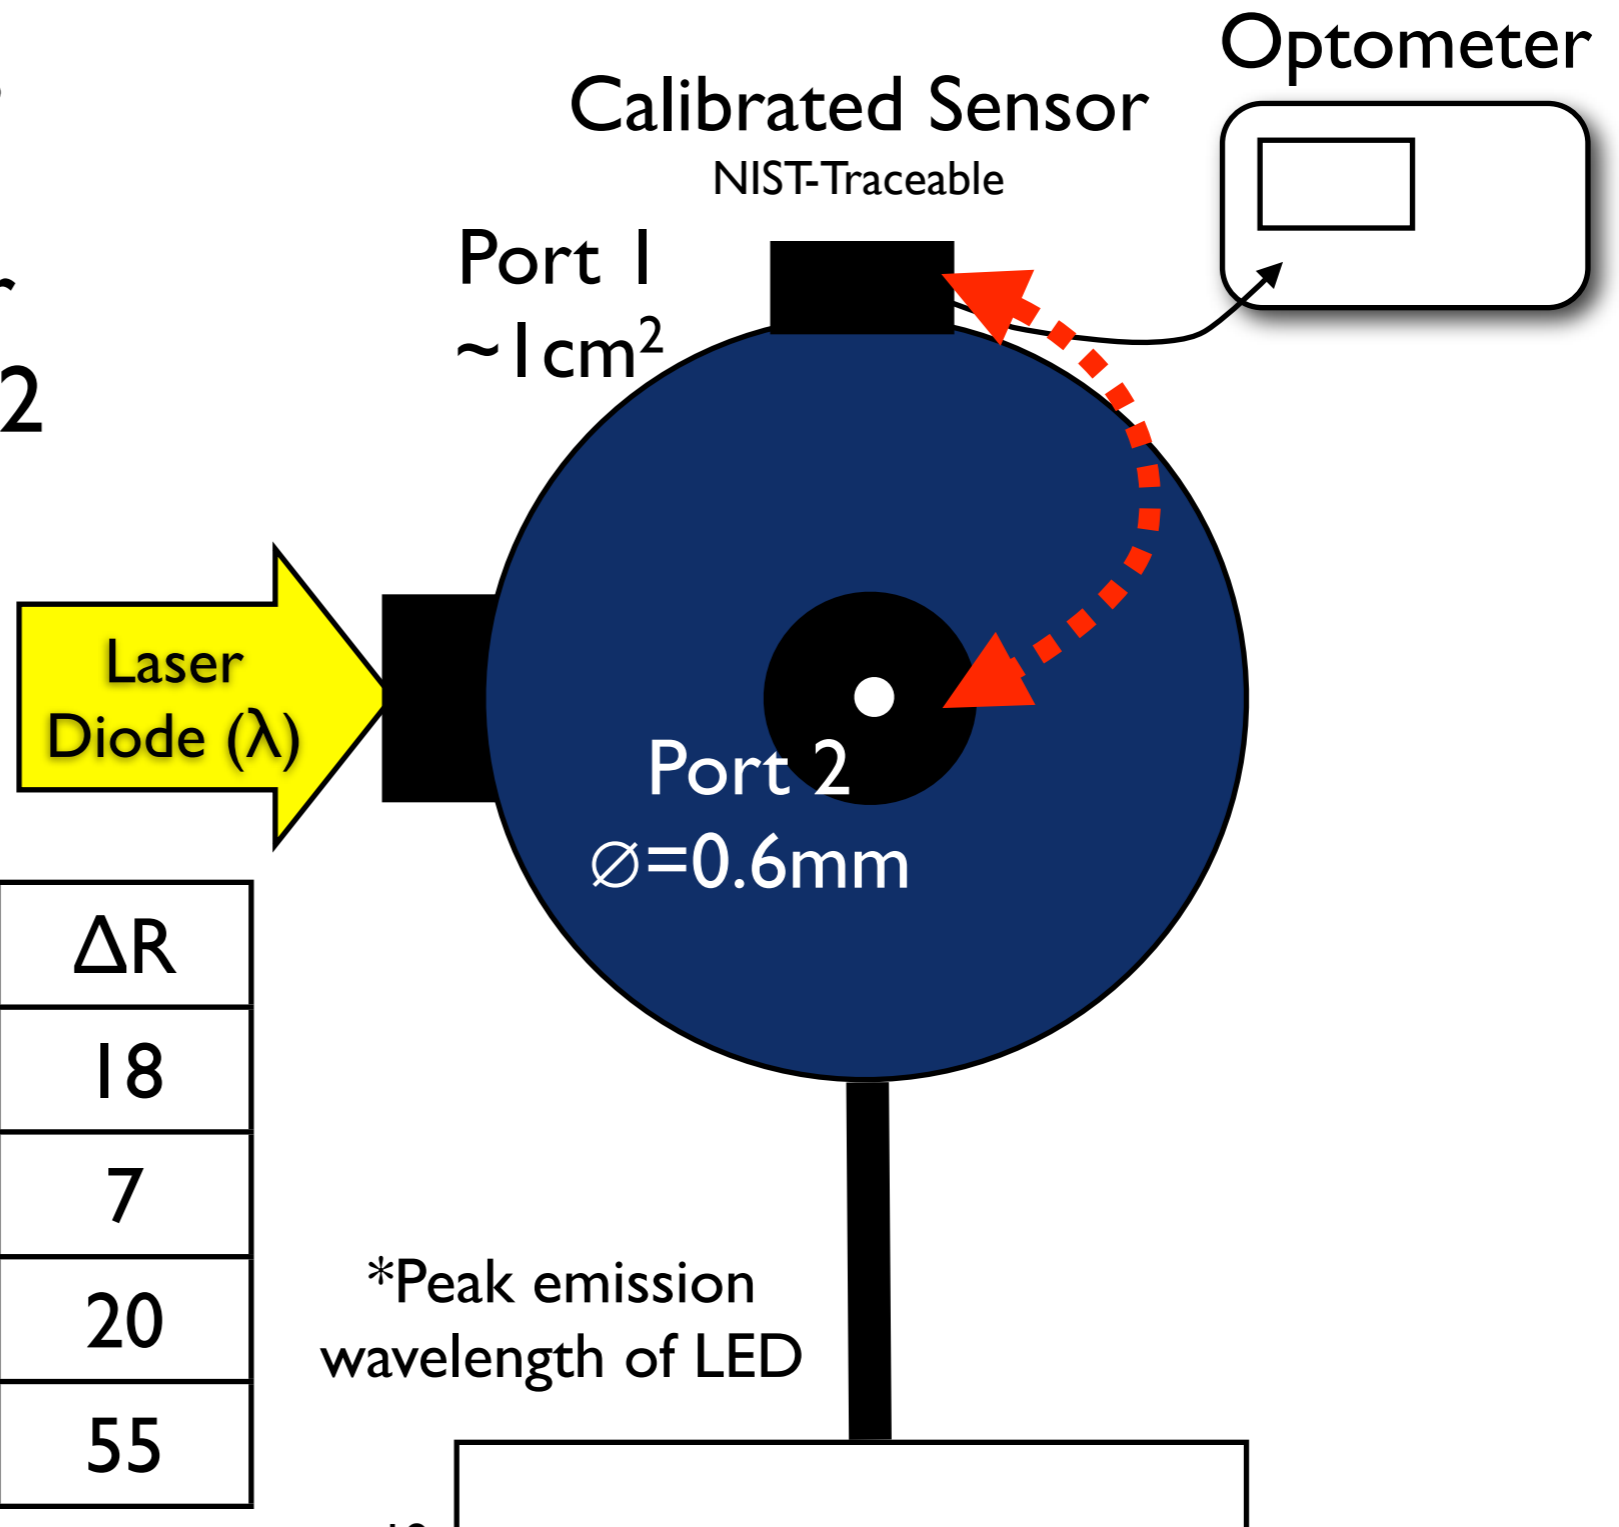 Optometer
Calibrated Sensor
NIST-Traceable
Port 1
~1cm²
2
Laser
Diode (λ)
Port 2
∅=0.6mm
ΔR
18
7
20
55
*Peak emission
wavelength of LED